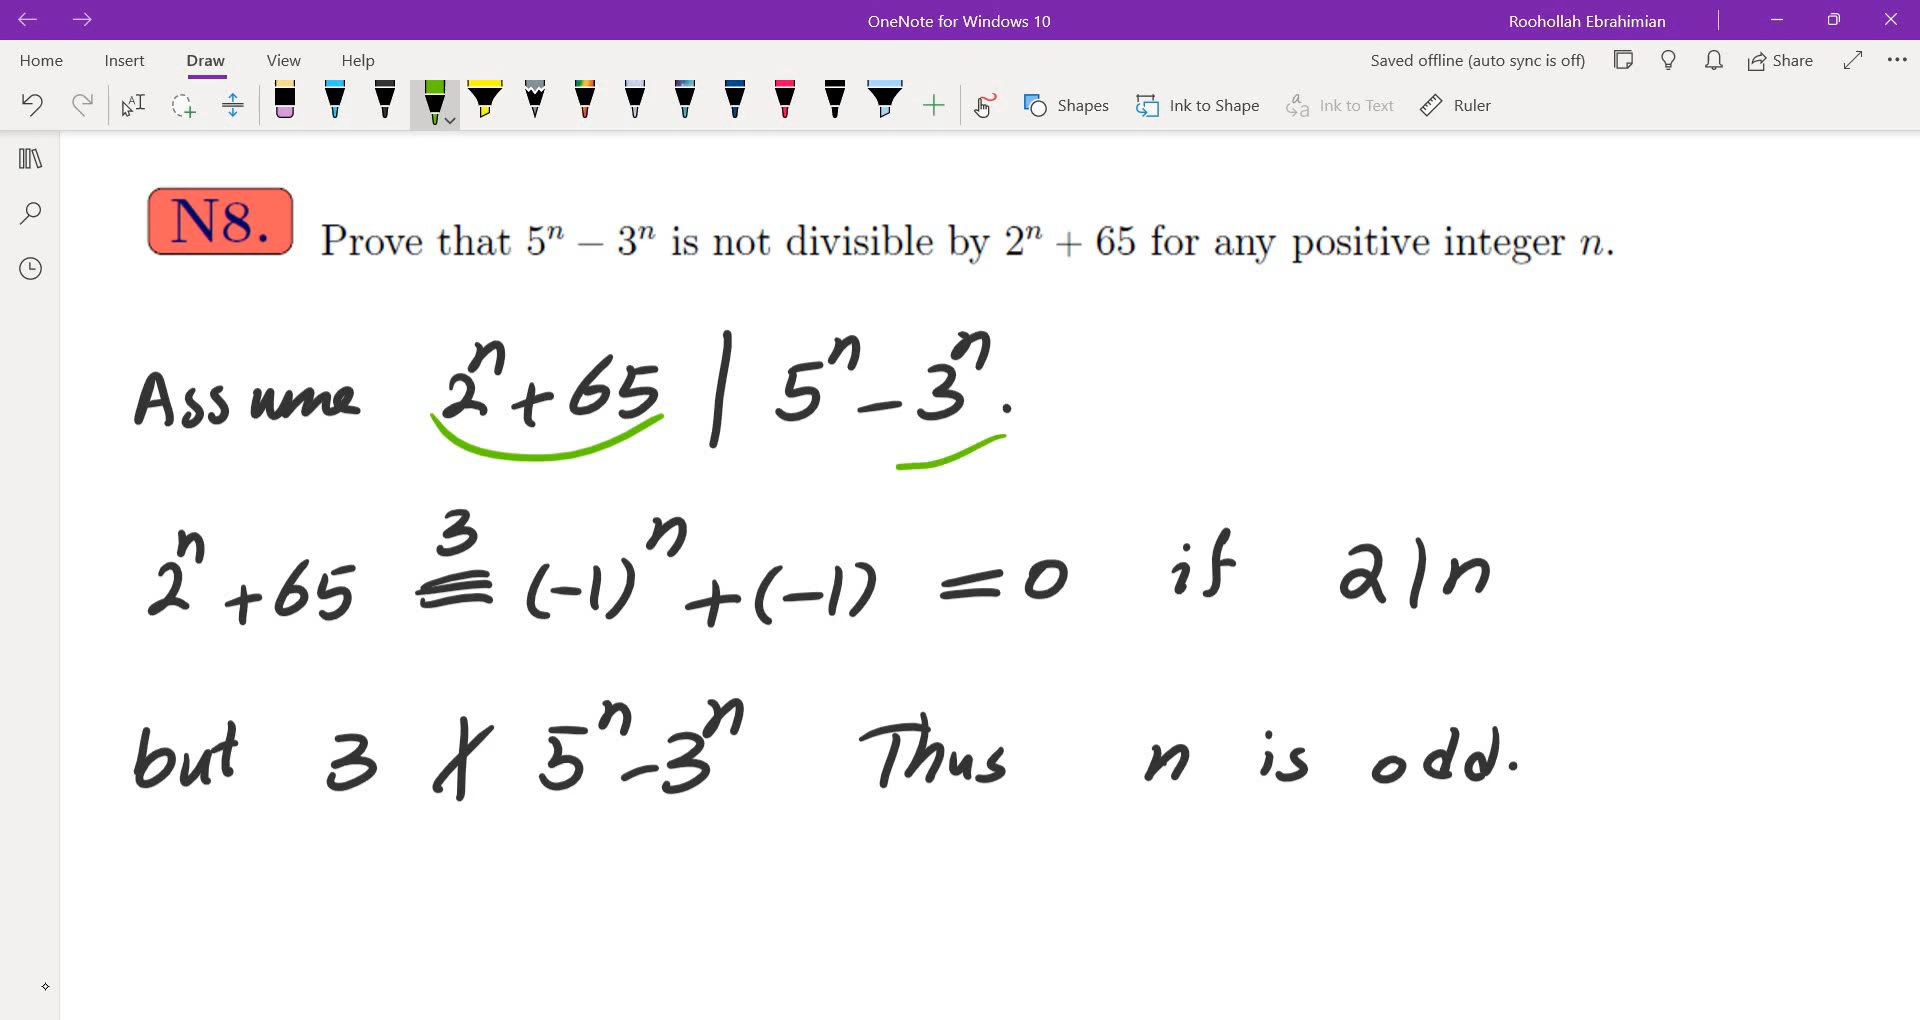 OneNote for Windows 10
Roohollah Ebrahimian
Home Insert Draw View Help
Saved offline (auto sync is off) Share
Shapes Ink to Shape Ink to Text Ruler
N8. Prove that 5ⁿ − 3ⁿ is not divisible by 2ⁿ + 65 for any positive integer n.
Assume 2ⁿ + 65 | 5ⁿ − 3ⁿ.
2ⁿ + 65 ≡³ (−1)ⁿ + (−1) = 0 if 2 | n
but 3 ∤ 5ⁿ − 3ⁿ Thus n is odd.